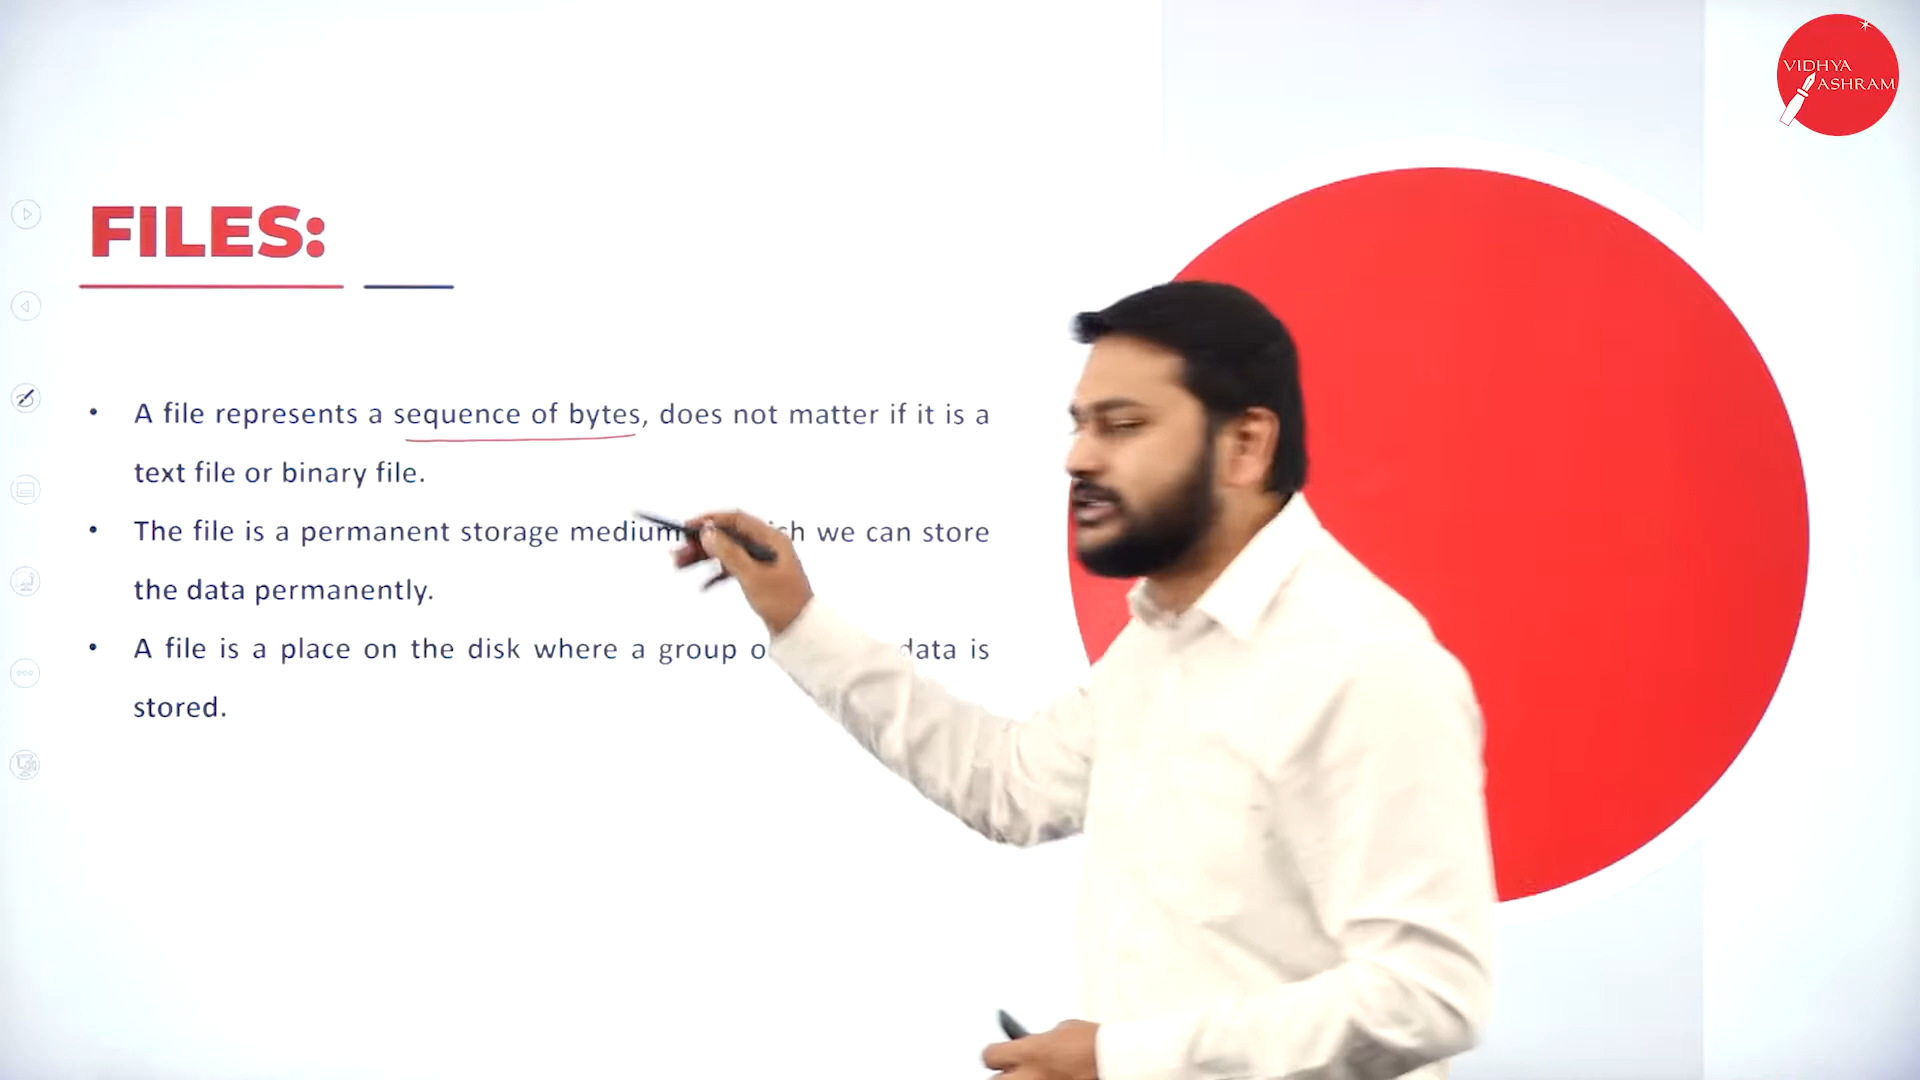 VIDHYA
ASHRAM
FILES:
• A file represents a sequence of bytes, does not matter if it is a
text file or binary file.
• The file is a permanent storage medium we can store
the data permanently.
• A file is a place on the disk where a group data is
stored.